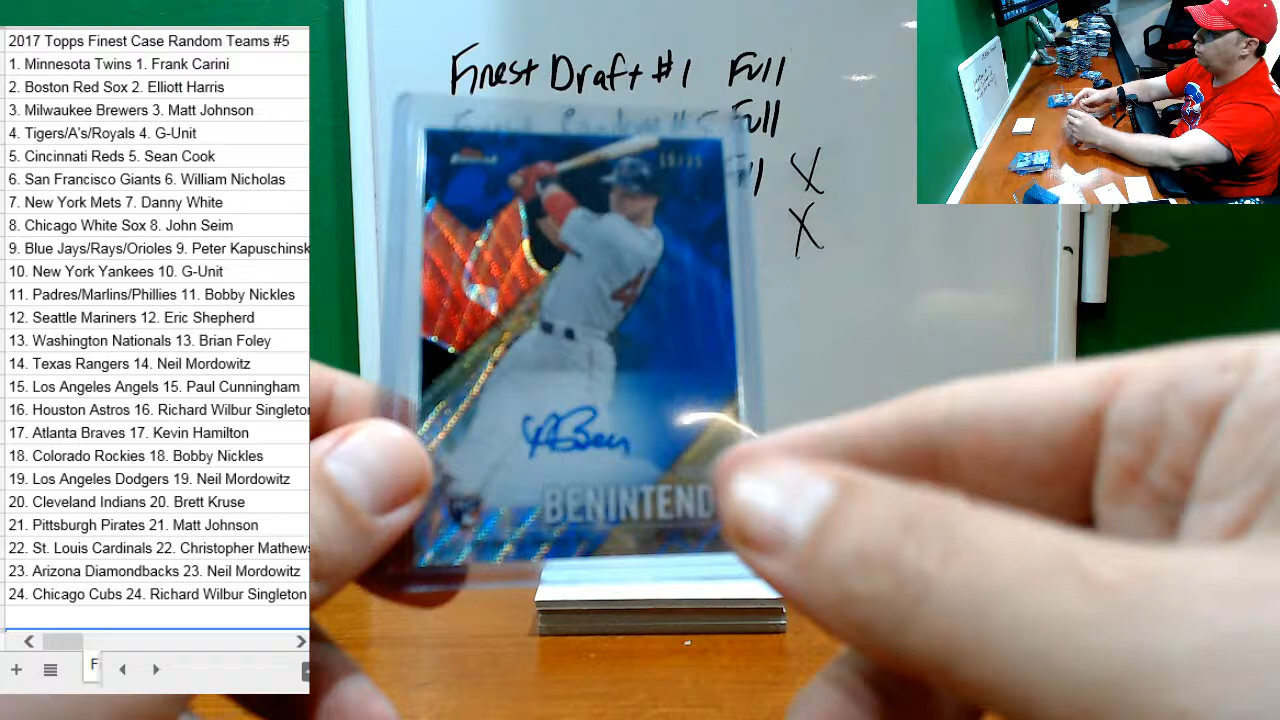 2017 Topps Finest Case Random Teams #5
1. Minnesota Twins 1. Frank Carini
2. Boston Red Sox 2. Elliott Harris
3. Milwaukee Brewers 3. Matt Johnson
4. Tigers/A's/Royals 4. G-Unit
5. Cincinnati Reds 5. Sean Cook
6. San Francisco Giants 6. William Nicholas
7. New York Mets 7. Danny White
8. Chicago White Sox 8. John Seim
9. Blue Jays/Rays/Orioles 9. Peter Kapuschinsk
10. New York Yankees 10. G-Unit
11. Padres/Marlins/Phillies 11. Bobby Nickles
12. Seattle Mariners 12. Eric Shepherd
13. Washington Nationals 13. Brian Foley
14. Texas Rangers 14. Neil Mordowitz
15. Los Angeles Angels 15. Paul Cunningham
16. Houston Astros 16. Richard Wilbur Singleton
17. Atlanta Braves 17. Kevin Hamilton
18. Colorado Rockies 18. Bobby Nickles
19. Los Angeles Dodgers 19. Neil Mordowitz
20. Cleveland Indians 20. Brett Kruse
21. Pittsburgh Pirates 21. Matt Johnson
22. St. Louis Cardinals 22. Christopher Mathews
23. Arizona Diamondbacks 23. Neil Mordowitz
24. Chicago Cubs 24. Richard Wilbur Singleton
F
Finest Draft #1 Full
Full
X
X
Finest
BENINTEND